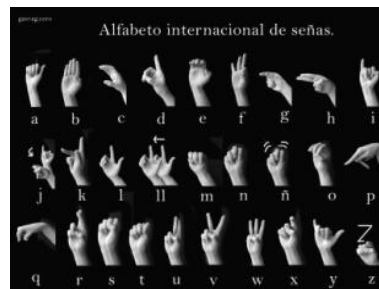 Alfabeto internacional de señas.
a b c d e f g h i
j k l ll m n ñ o p
q r s t u v w x y z